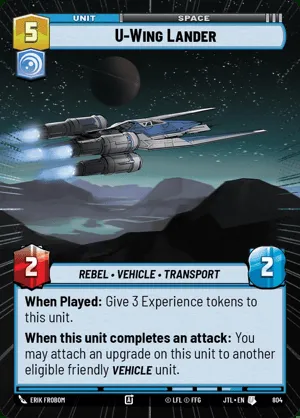 UNIT SPACE
5 U-Wing Lander
2 2
REBEL • VEHICLE • TRANSPORT
When Played: Give 3 Experience tokens to
this unit.
When this unit completes an attack: You
may attach an upgrade on this unit to another
eligible friendly VEHICLE unit.
ERIK FROBOM © LFL © FFG JTL • EN 804